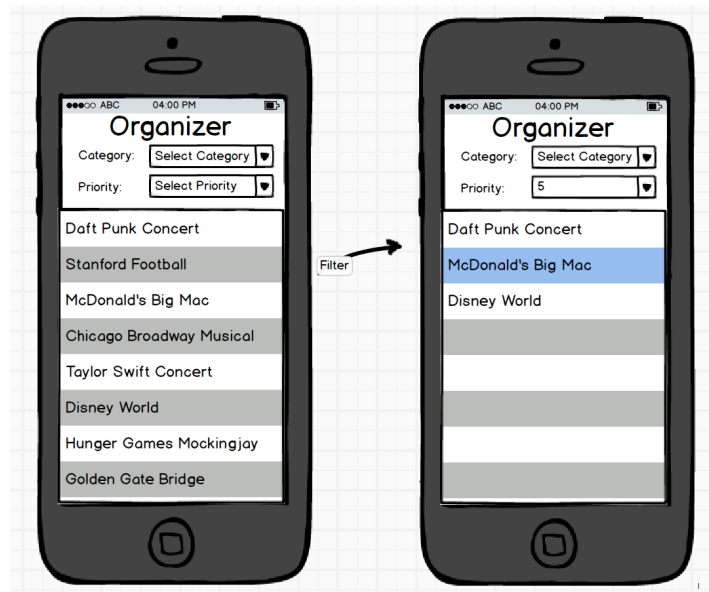 ABC 04:00 PM
Organizer
Category: Select Category
Priority: Select Priority
Daft Punk Concert
Stanford Football
McDonald's Big Mac
Chicago Broadway Musical
Taylor Swift Concert
Disney World
Hunger Games Mockingjay
Golden Gate Bridge
Filter
ABC 04:00 PM
Organizer
Category: Select Category
Priority: 5
Daft Punk Concert
McDonald's Big Mac
Disney World